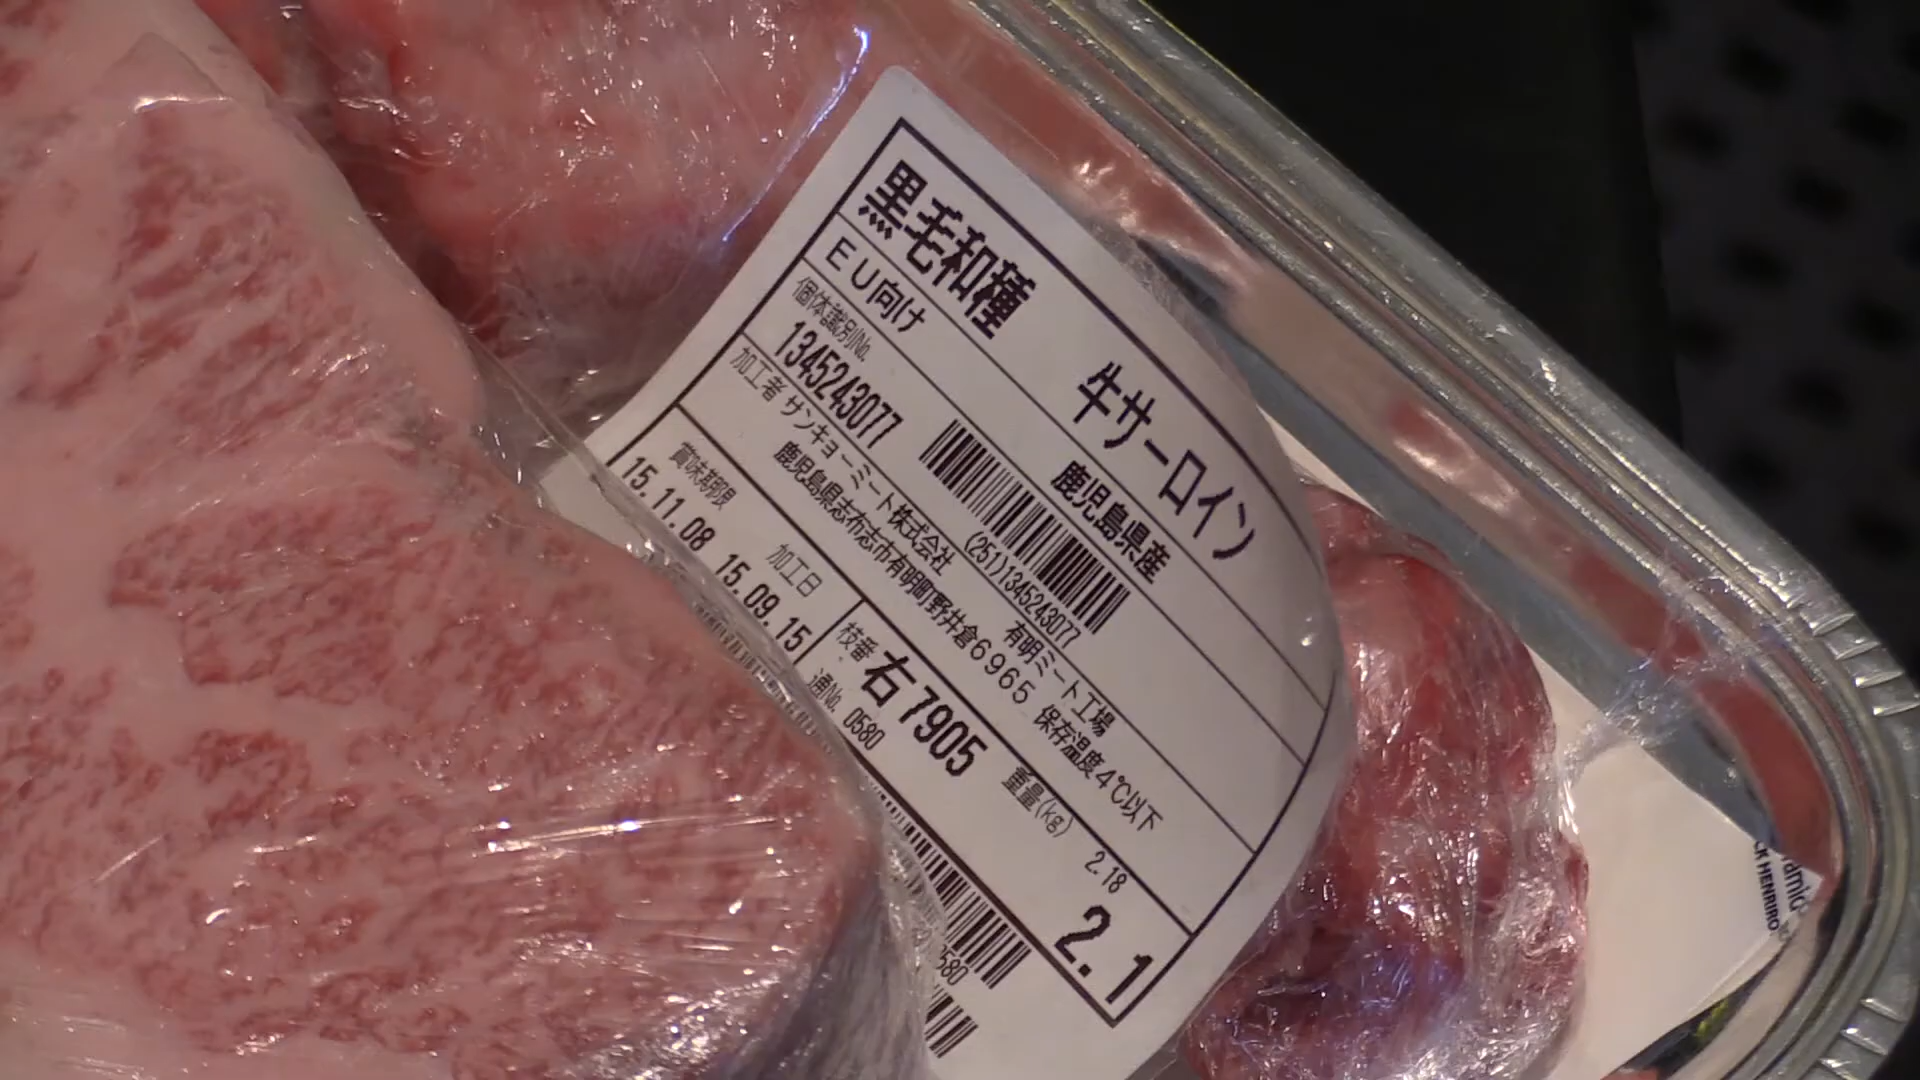 黒毛和種
牛サーロイン
EU向け
鹿児島県産
個体識別No.
1345243077
(251)1345243077
加工者 サンキョーミート株式会社
有明ミート工場
鹿児島県志布志市有明町野井倉6965 保存温度4℃以下
賞味期限
15.11.08
加工日
15.09.15
枝番
右7905
通No. 0580
重量(kg)
2.18
2.1
580